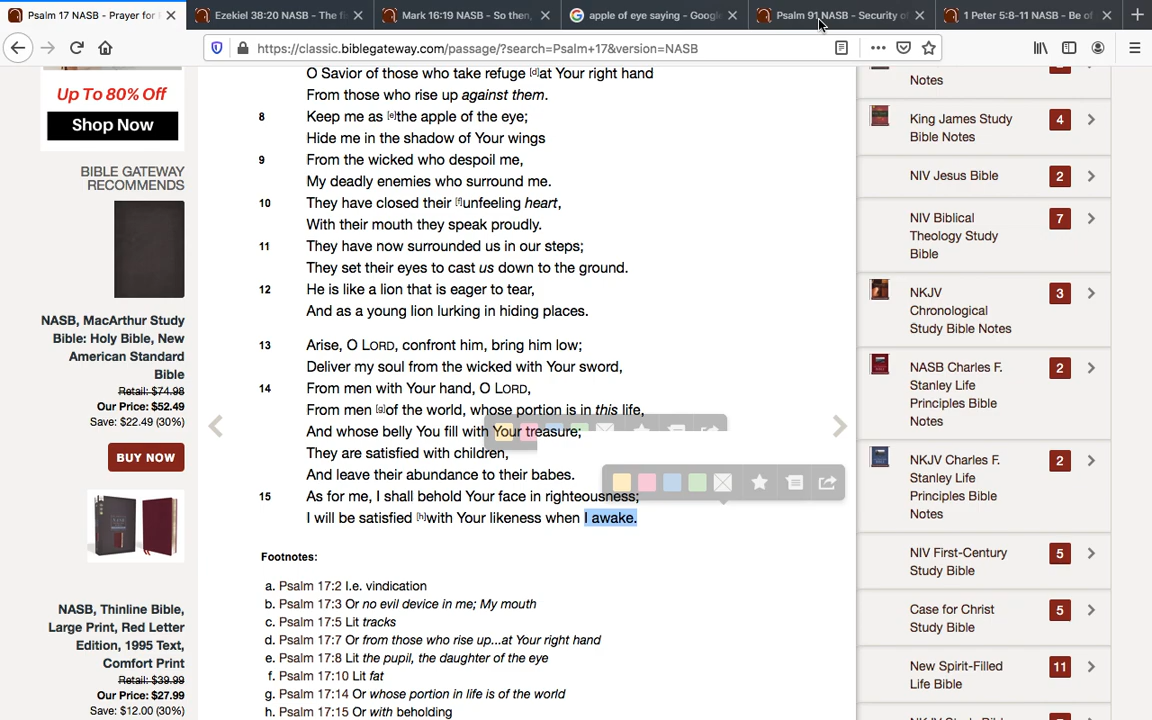 Psalm 17 NASB - Prayer for
Ezekiel 38:20 NASB - The fi
Mark 16:19 NASB - So then,
apple of eye saying - Googl
Psalm 91 NASB - Security of
1 Peter 5:8-11 NASB - Be of
https://classic.biblegateway.com/passage/?search=Psalm+17&version=NASB
Up To 80% Off
Shop Now
BIBLE GATEWAY
RECOMMENDS
NASB, MacArthur Study
Bible: Holy Bible, New
American Standard
Bible
Retail: $74.98
Our Price: $52.49
Save: $22.49 (30%)
BUY NOW
NASB, Thinline Bible,
Large Print, Red Letter
Edition, 1995 Text,
Comfort Print
Retail: $39.99
Our Price: $27.99
Save: $12.00 (30%)
O Savior of those who take refuge [d]at Your right hand
From those who rise up against them.
8 Keep me as [e]the apple of the eye;
Hide me in the shadow of Your wings
9 From the wicked who despoil me,
My deadly enemies who surround me.
10 They have closed their [f]unfeeling heart,
With their mouth they speak proudly.
11 They have now surrounded us in our steps;
They set their eyes to cast us down to the ground.
12 He is like a lion that is eager to tear,
And as a young lion lurking in hiding places.
13 Arise, O LORD, confront him, bring him low;
Deliver my soul from the wicked with Your sword,
14 From men with Your hand, O LORD,
From men [g]of the world, whose portion is in this life,
And whose belly You fill with Your treasure;
They are satisfied with children,
And leave their abundance to their babes.
15 As for me, I shall behold Your face in righteousness;
I will be satisfied [h]with Your likeness when I awake.
Footnotes:
a. Psalm 17:2 I.e. vindication
b. Psalm 17:3 Or no evil device in me; My mouth
c. Psalm 17:5 Lit tracks
d. Psalm 17:7 Or from those who rise up...at Your right hand
e. Psalm 17:8 Lit the pupil, the daughter of the eye
f. Psalm 17:10 Lit fat
g. Psalm 17:14 Or whose portion in life is of the world
h. Psalm 17:15 Or with beholding
Notes
King James Study 4
Bible Notes
NIV Jesus Bible 2
NIV Biblical 7
Theology Study
Bible
NKJV 3
Chronological
Study Bible Notes
NASB Charles F. 2
Stanley Life
Principles Bible
Notes
NKJV Charles F. 2
Stanley Life
Principles Bible
Notes
NIV First-Century 5
Study Bible
Case for Christ 5
Study Bible
New Spirit-Filled 11
Life Bible